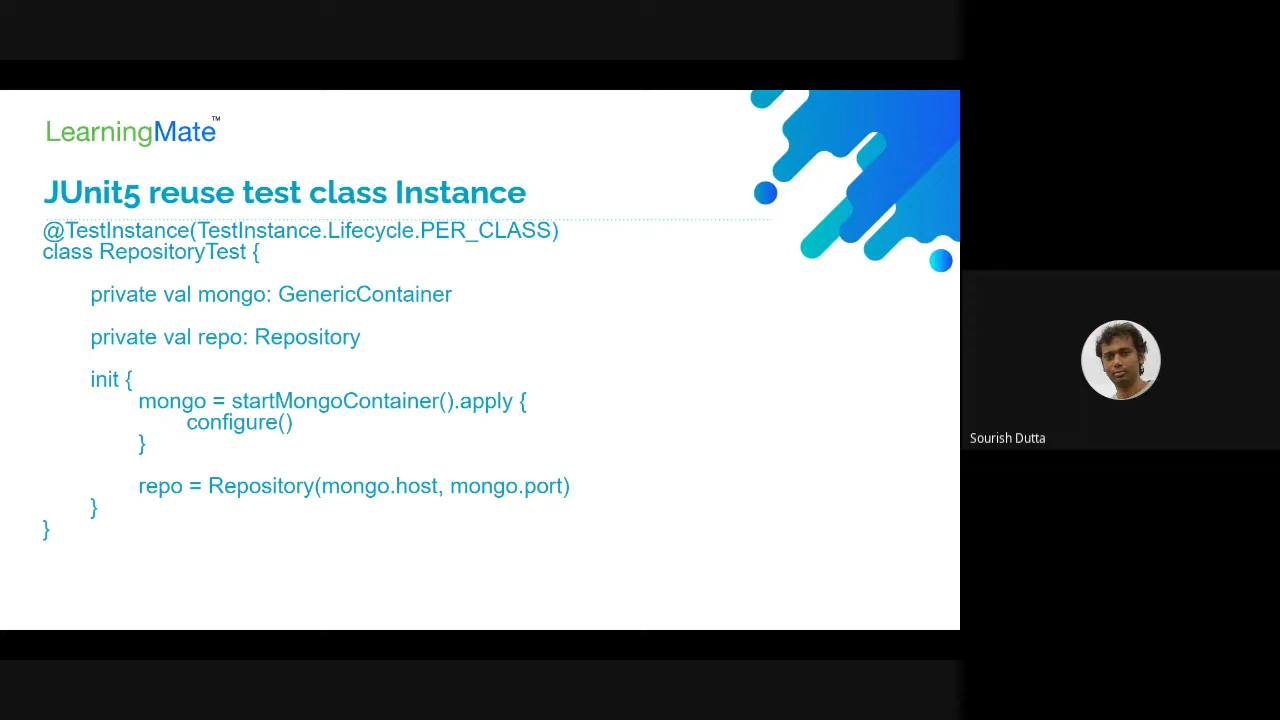 LearningMate™
JUnit5 reuse test class Instance
@TestInstance(TestInstance.Lifecycle.PER_CLASS)
class RepositoryTest {
private val mongo: GenericContainer
private val repo: Repository
init {
mongo = startMongoContainer().apply {
configure()
}
repo = Repository(mongo.host, mongo.port)
}
}
Sourish Dutta